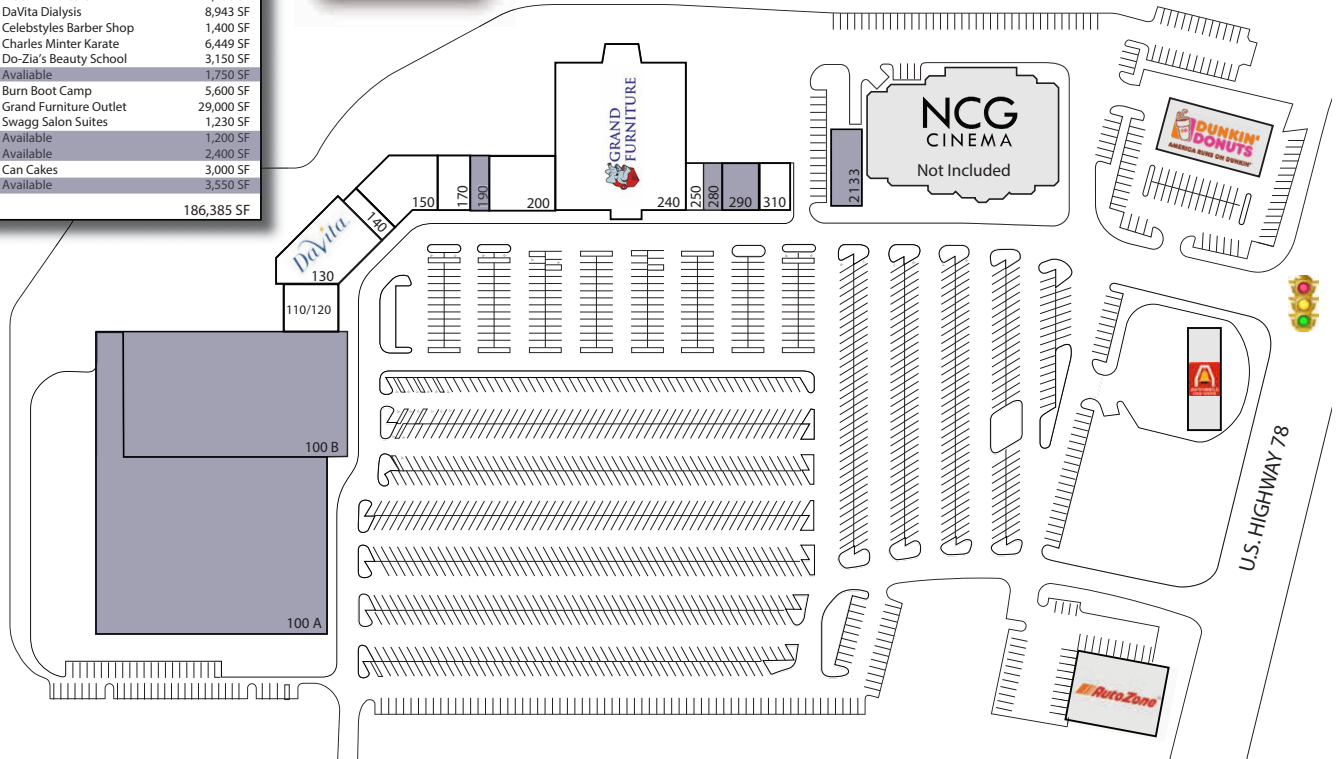 DaVita Dialysis 8,943 SF
Celebstyles Barber Shop 1,400 SF
Charles Minter Karate 6,449 SF
Do-Zia's Beauty School 3,150 SF
Avaliable 1,750 SF
Burn Boot Camp 5,600 SF
Grand Furniture Outlet 29,000 SF
Swagg Salon Suites 1,230 SF
Available 1,200 SF
Available 2,400 SF
Can Cakes 3,000 SF
Available 3,550 SF
186,385 SF
GRAND
FURNITURE
NCG
CINEMA
Not Included
2133
DUNKIN'
DONUTS
AMERICA RUNS ON DUNKIN'
150
170
190
200
240
250
280
290
310
140
DaVita
130
110/120
100 B
100 A
U.S. HIGHWAY 78
AutoZone